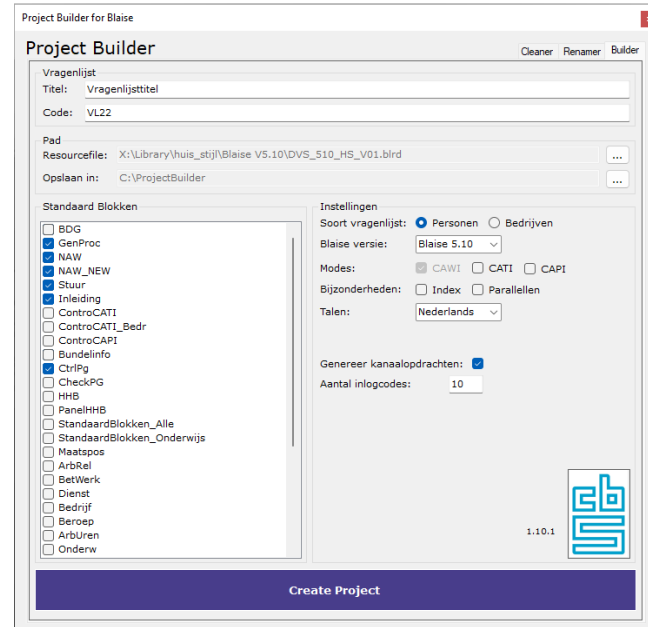 Project Builder for Blaise
Project Builder
Cleaner Renamer Builder
Vragenlijst
Titel: Vragenlijsttitel
Code: VL22
Pad
Resourcefile: X:\Library\huis_stijl\Blaise V5.10\DVS_510_HS_V01.blrd ...
Opslaan in: C:\ProjectBuilder ...
Standaard Blokken
BDG
GenProc
NAW
NAW_NEW
Stuur
Inleiding
ControCATI
ControCATI_Bedr
ControCAPI
Bundelinfo
CtrlPg
CheckPG
HHB
PanelHHB
StandaardBlokken_Alle
StandaardBlokken_Onderwijs
Maatspos
ArbRel
BetWerk
Dienst
Bedrijf
Beroep
ArbUren
Onderw
Instellingen
Soort vragenlijst: Personen Bedrijven
Blaise versie: Blaise 5.10
Modes: CAWI CATI CAPI
Bijzonderheden: Index Parallellen
Talen: Nederlands
Genereer kanaalopdrachten:
Aantal inlogcodes: 10
1.10.1
cbs
Create Project